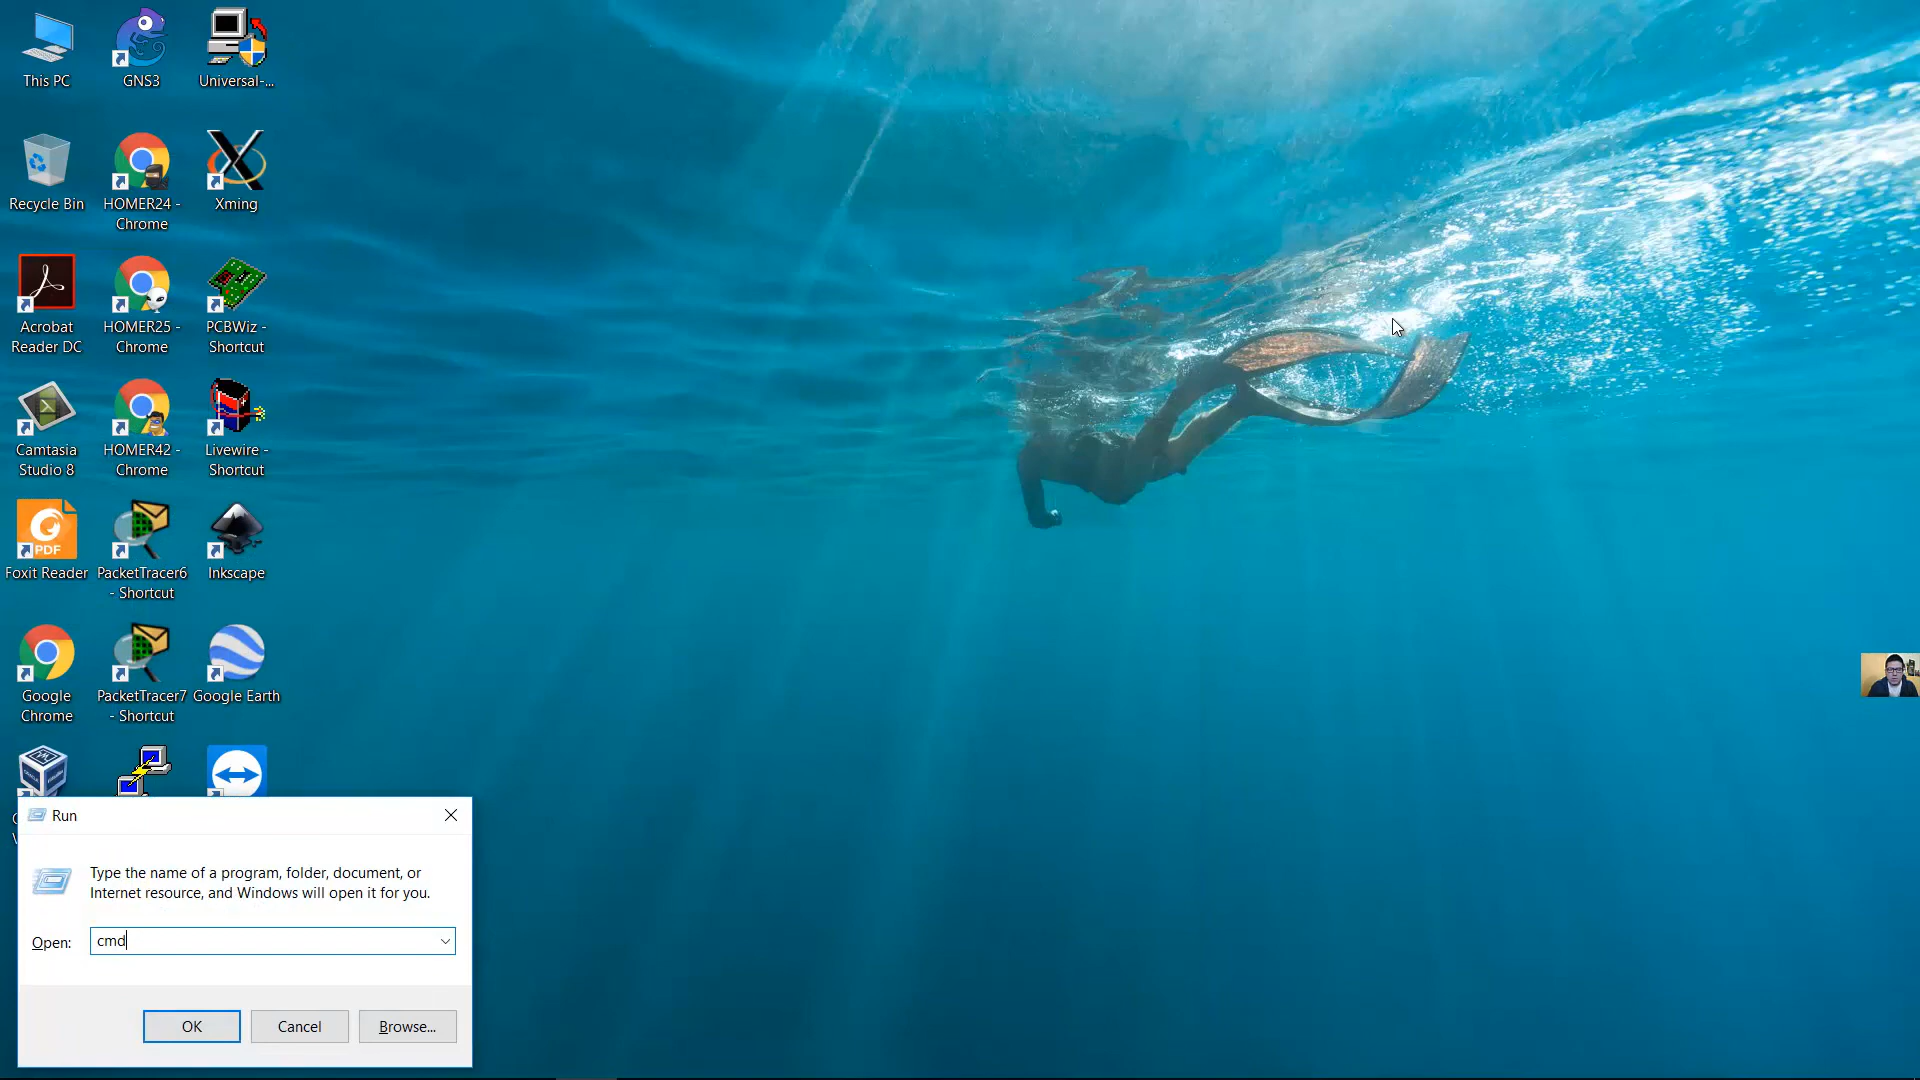 This PC
GNS3
Universal-...
Recycle Bin
HOMER24 -
Chrome
Xming
Acrobat
Reader DC
HOMER25 -
Chrome
PCBWiz -
Shortcut
Camtasia
Studio 8
HOMER42 -
Chrome
Livewire -
Shortcut
PDF
Foxit Reader
PacketTracer6
- Shortcut
Inkscape
Google
Chrome
PacketTracer7
- Shortcut
Google Earth
Run
Type the name of a program, folder, document, or
Internet resource, and Windows will open it for you.
Open:
cmd
OK
Cancel
Browse...